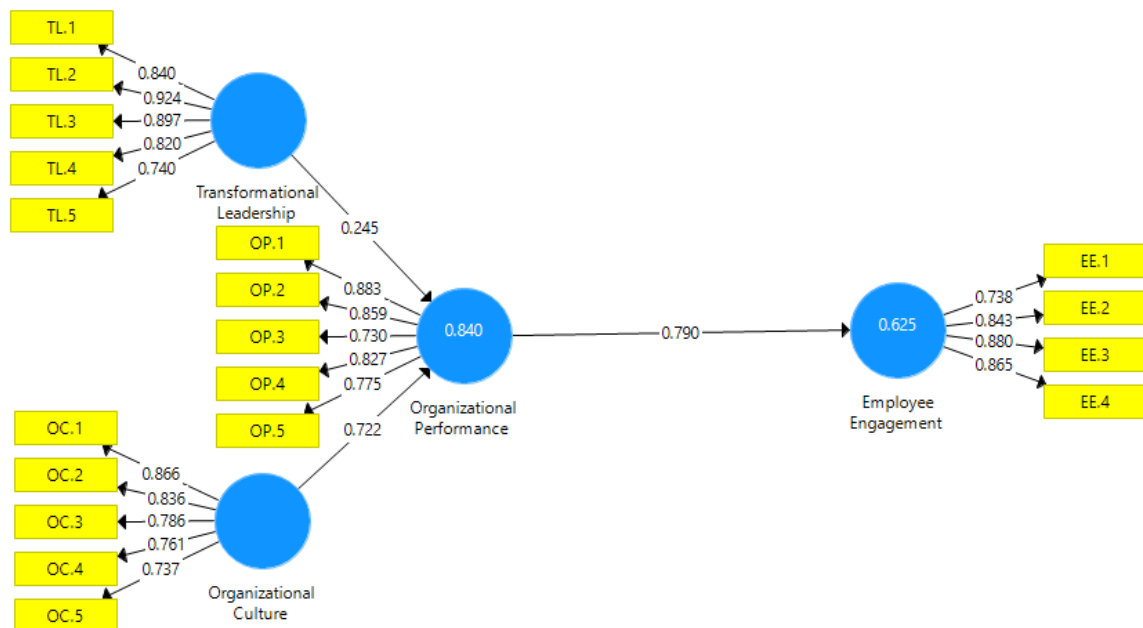 TL.1
TL.2
TL.3
TL.4
TL.5
0.840
0.924
0.897
0.820
0.740
Transformational
Leadership
0.245
OP.1
OP.2
OP.3
OP.4
OP.5
0.883
0.859
0.730
0.827
0.775
0.840
Organizational
Performance
0.790
0.625
Employee
Engagement
0.738
0.843
0.880
0.865
EE.1
EE.2
EE.3
EE.4
0.722
OC.1
OC.2
OC.3
OC.4
OC.5
0.866
0.836
0.786
0.761
0.737
Organizational
Culture